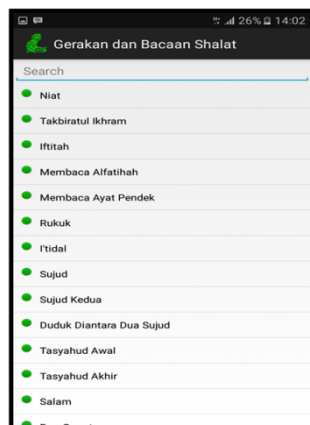 26% 14:02
Gerakan dan Bacaan Shalat
Search
Niat
Takbiratul Ikhram
Iftitah
Membaca Alfatihah
Membaca Ayat Pendek
Rukuk
I'tidal
Sujud
Sujud Kedua
Duduk Diantara Dua Sujud
Tasyahud Awal
Tasyahud Akhir
Salam